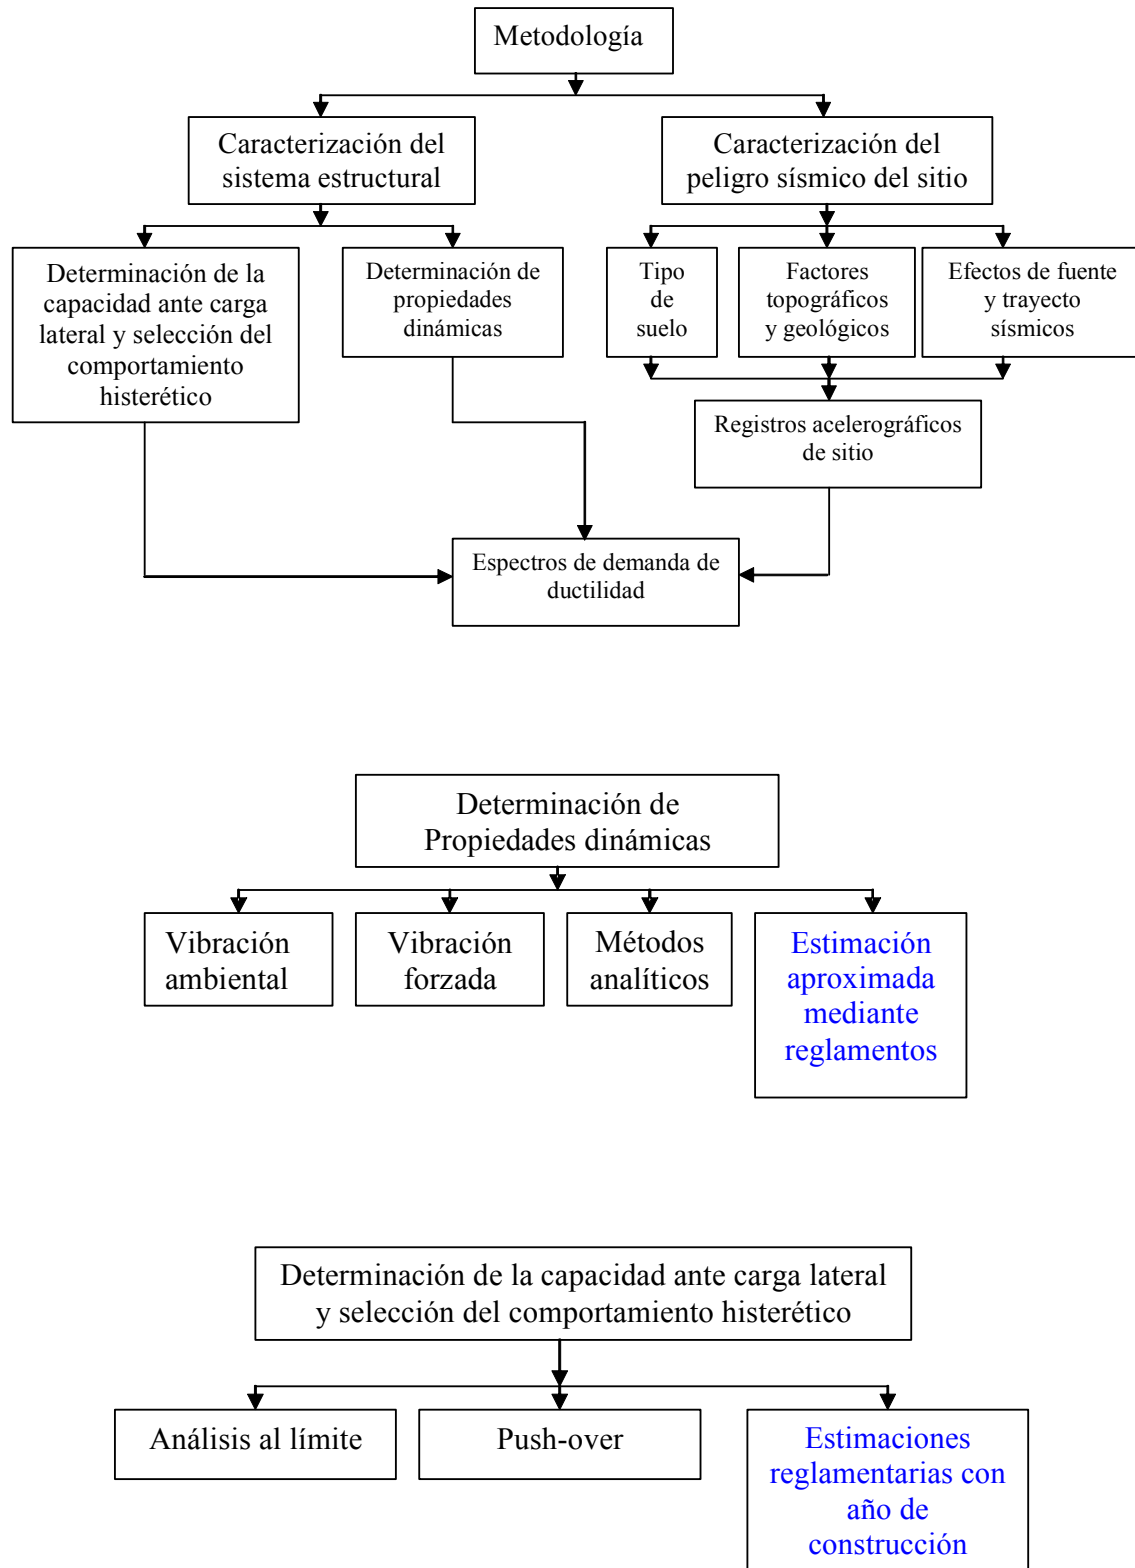 Metodología
Caracterización del
sistema estructural
Caracterización del
peligro sísmico del sitio
Determinación de la
capacidad ante carga
lateral y selección del
comportamiento
histerético
Determinación de
propiedades
dinámicas
Tipo
de
suelo
Factores
topográficos
y geológicos
Efectos de fuente
y trayecto
sísmicos
Registros acelerográficos
de sitio
Espectros de demanda de
ductilidad
Determinación de
Propiedades dinámicas
Vibración
ambiental
Vibración
forzada
Métodos
analíticos
Estimación
aproximada
mediante
reglamentos
Determinación de la capacidad ante carga lateral
y selección del comportamiento histerético
Análisis al límite
Push-over
Estimaciones
reglamentarias con
año de
construcción